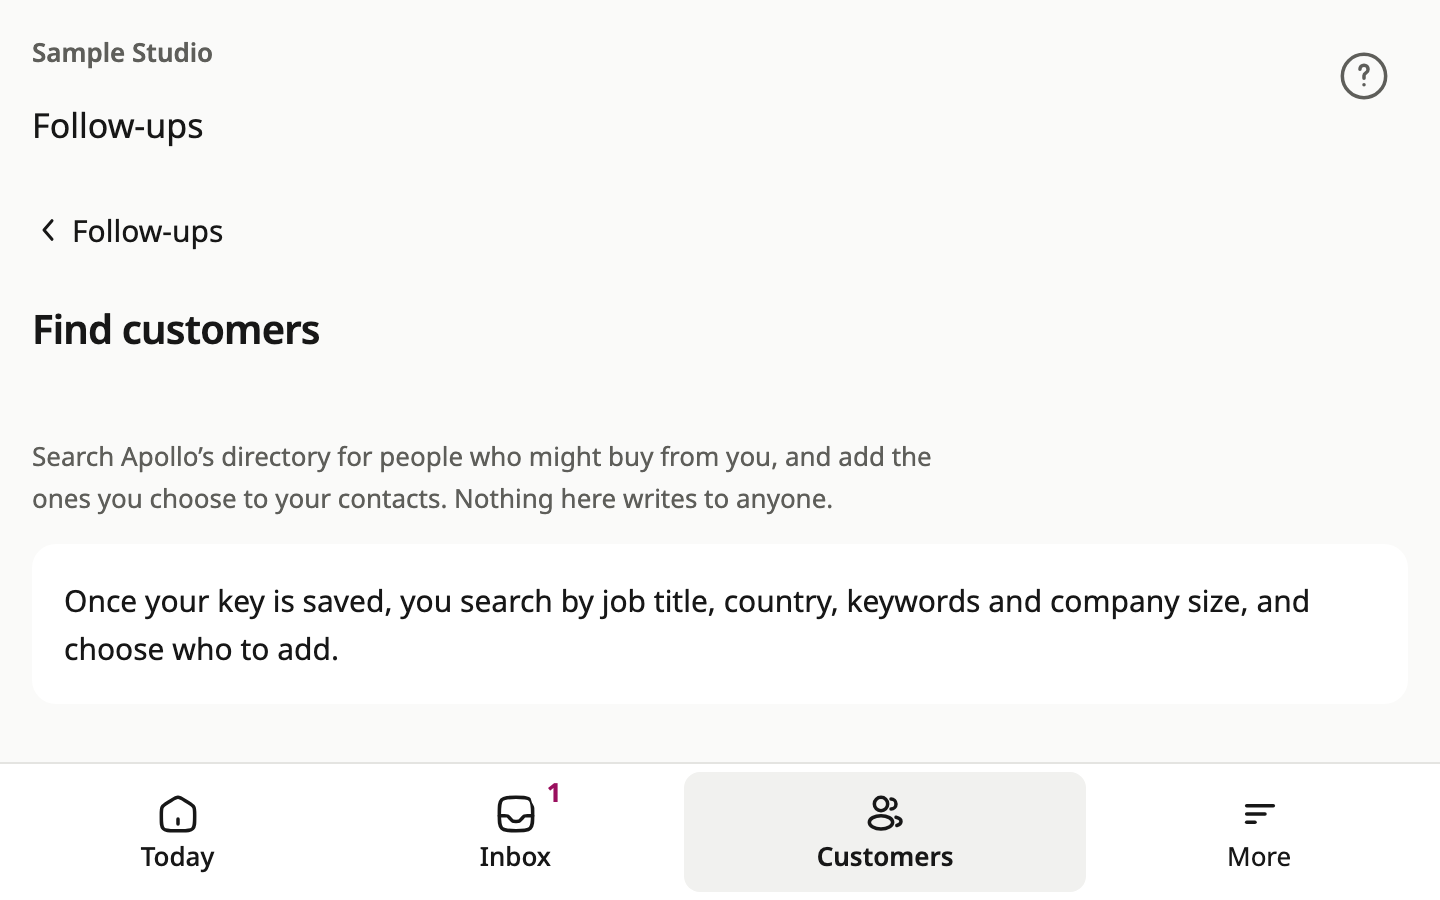 Sample Studio
Follow-ups
Follow-ups
Find customers
Search Apollo’s directory for people who might buy from you, and add the
ones you choose to your contacts. Nothing here writes to anyone.
Once your key is saved, you search by job title, country, keywords and company size, and
choose who to add.
1
Today
Inbox
Customers
More